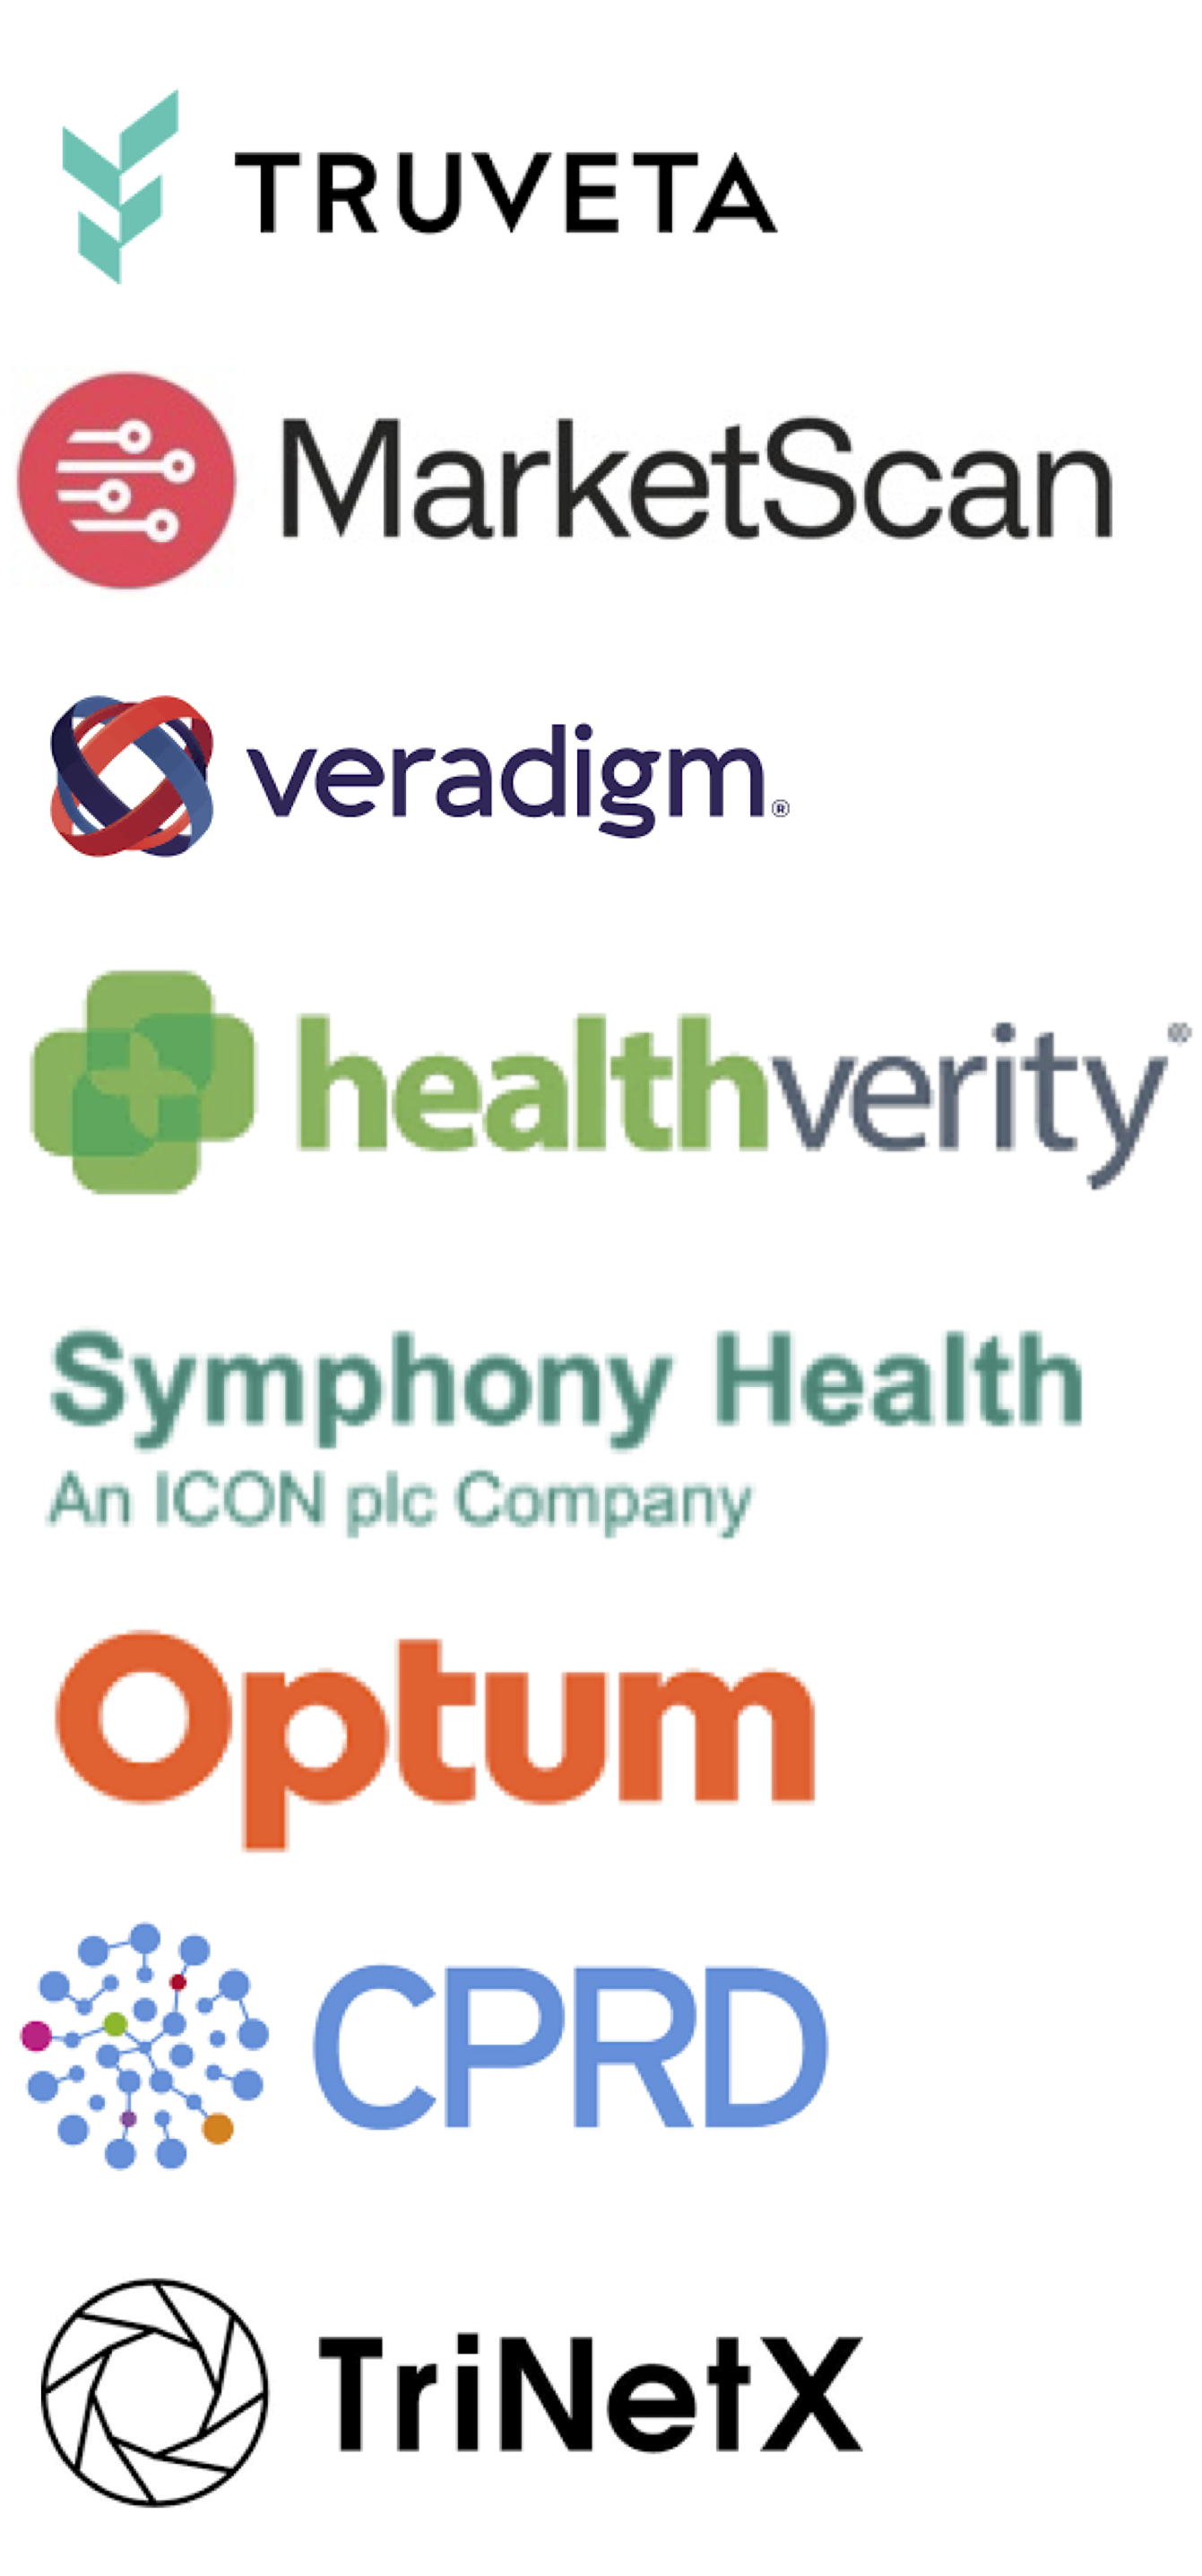 TRUVETA
MarketScan
veradigm®
healthverity®
Symphony Health
An ICON plc Company
Optum
CPRD
TriNetX